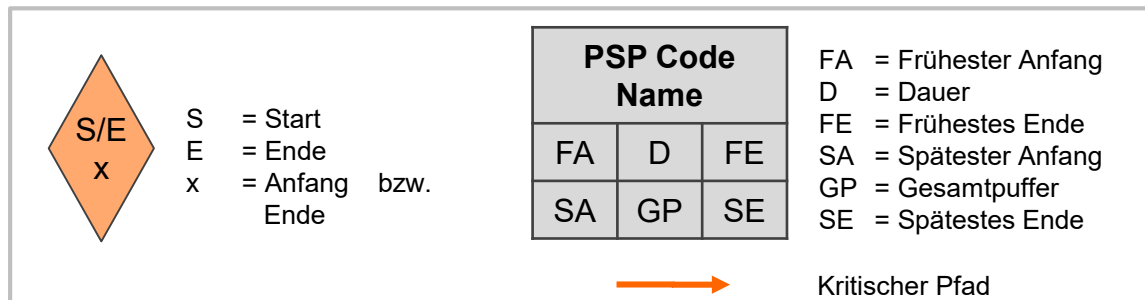 S/E
x
S = Start
E = Ende
x = Anfang bzw.
Ende
PSP Code
Name
FA D FE
SA GP SE
FA = Frühester Anfang
D = Dauer
FE = Frühestes Ende
SA = Spätester Anfang
GP = Gesamtpuffer
SE = Spätestes Ende
Kritischer Pfad